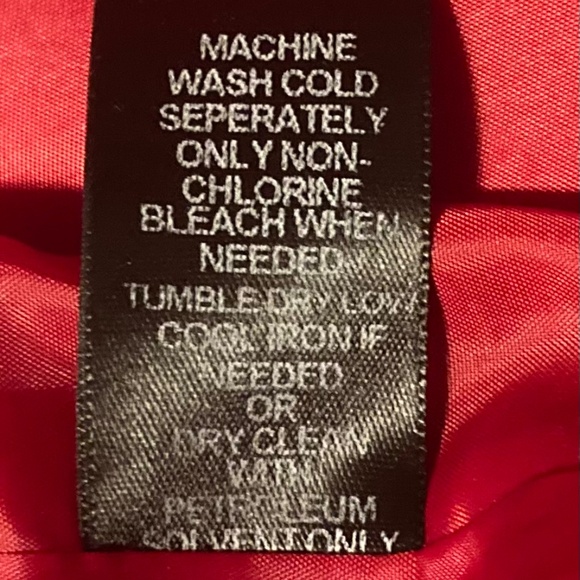 MACHINE
WASH COLD
SEPERATELY
ONLY NON-
CHLORINE
BLEACH WHEN
NEEDED
TUMBLE DRY LOW
COOL IRON IF
NEEDED
OR
DRY CLEAN
WITH
PETROLEUM
SOLVENT ONLY